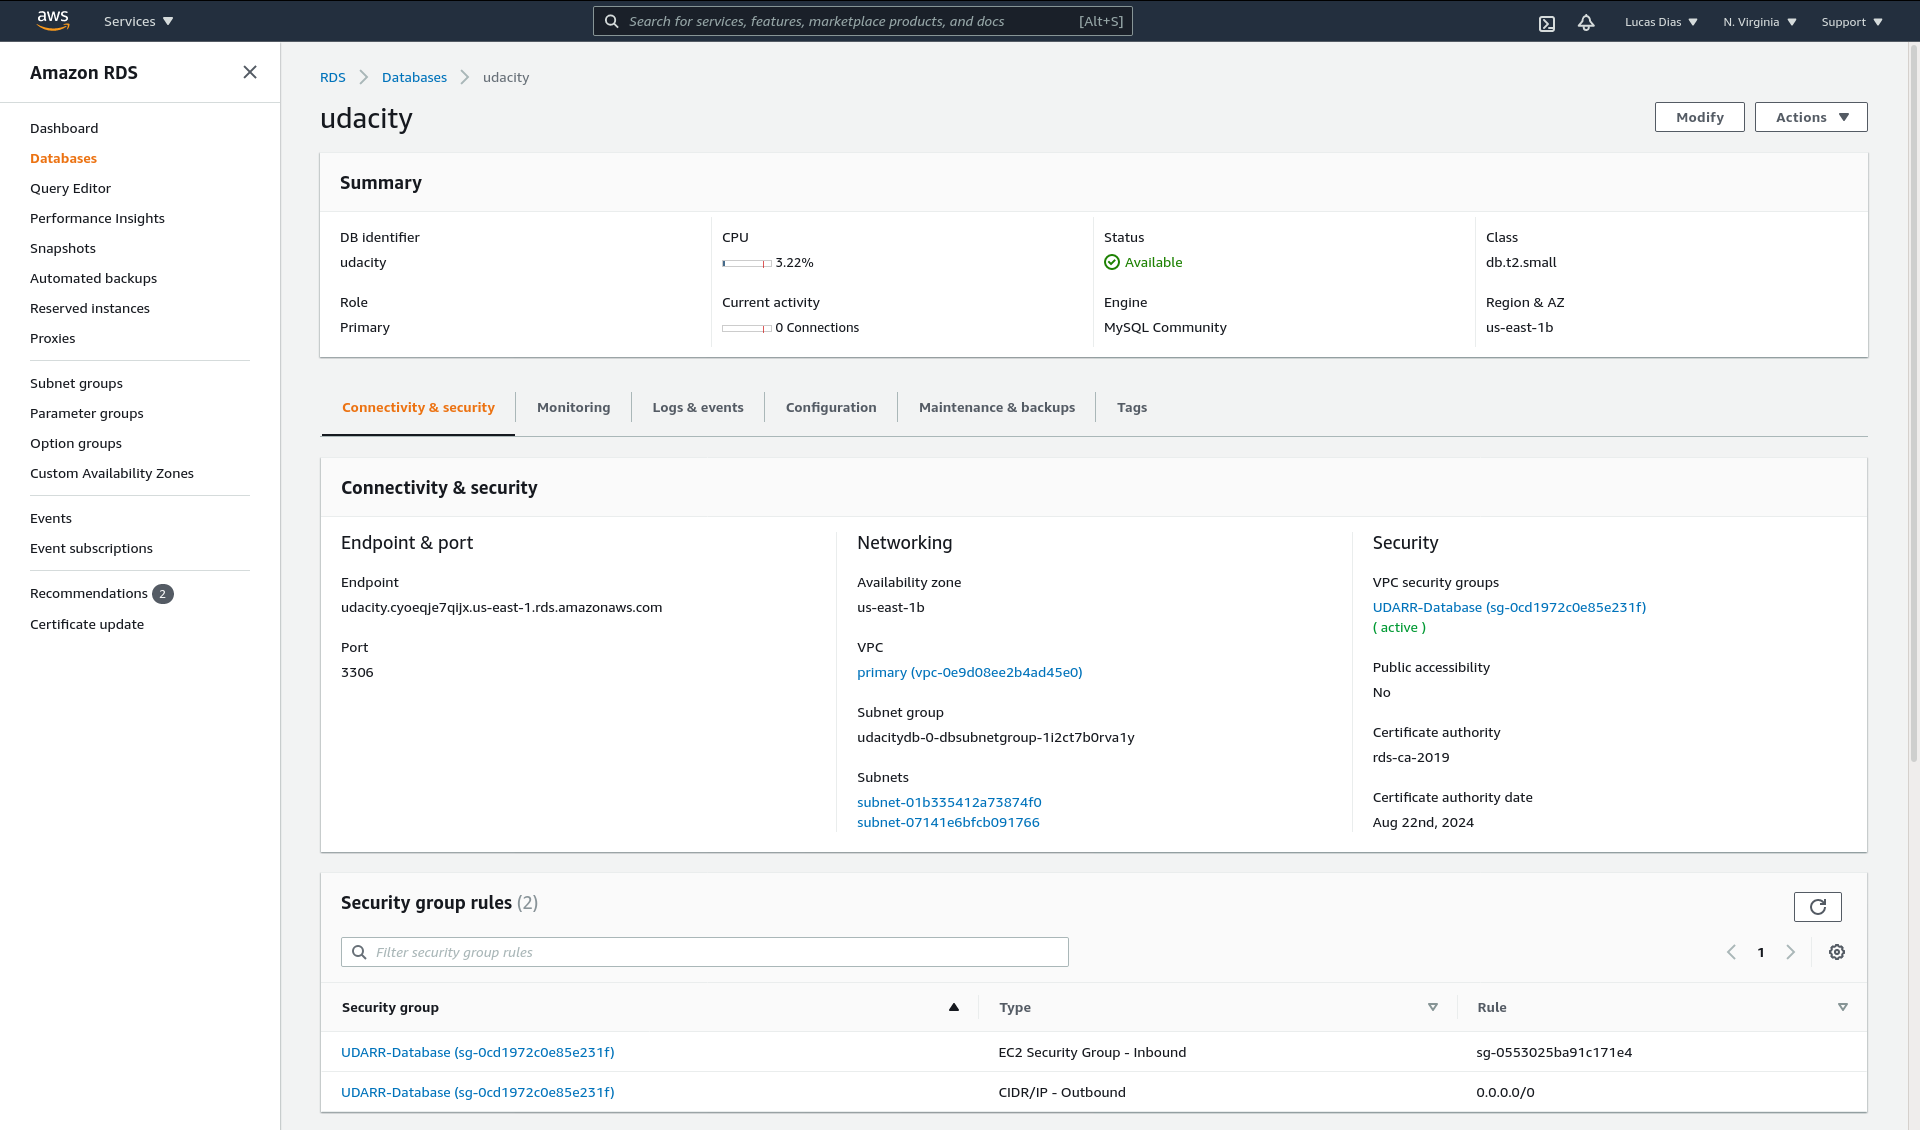 aws Services Search for services, features, marketplace products, and docs [Alt+S] Lucas Dias N. Virginia Support
Amazon RDS
Dashboard
Databases
Query Editor
Performance Insights
Snapshots
Automated backups
Reserved instances
Proxies
Subnet groups
Parameter groups
Option groups
Custom Availability Zones
Events
Event subscriptions
Recommendations 2
Certificate update
RDS Databases udacity
udacity
Modify Actions
Summary
DB identifier
udacity
Role
Primary
CPU
3.22%
Current activity
0 Connections
Status
Available
Engine
MySQL Community
Class
db.t2.small
Region & AZ
us-east-1b
Connectivity & security Monitoring Logs & events Configuration Maintenance & backups Tags
Connectivity & security
Endpoint & port
Endpoint
udacity.cyoeqje7qijx.us-east-1.rds.amazonaws.com
Port
3306
Networking
Availability zone
us-east-1b
VPC
primary (vpc-0e9d08ee2b4ad45e0)
Subnet group
udacitydb-0-dbsubnetgroup-1i2ct7b0rva1y
Subnets
subnet-01b335412a73874f0
subnet-07141e6bfcb091766
Security
VPC security groups
UDARR-Database (sg-0cd1972c0e85e231f)
( active )
Public accessibility
No
Certificate authority
rds-ca-2019
Certificate authority date
Aug 22nd, 2024
Security group rules (2)
Filter security group rules
1
Security group Type Rule
UDARR-Database (sg-0cd1972c0e85e231f) EC2 Security Group - Inbound sg-0553025ba91c171e4
UDARR-Database (sg-0cd1972c0e85e231f) CIDR/IP - Outbound 0.0.0.0/0